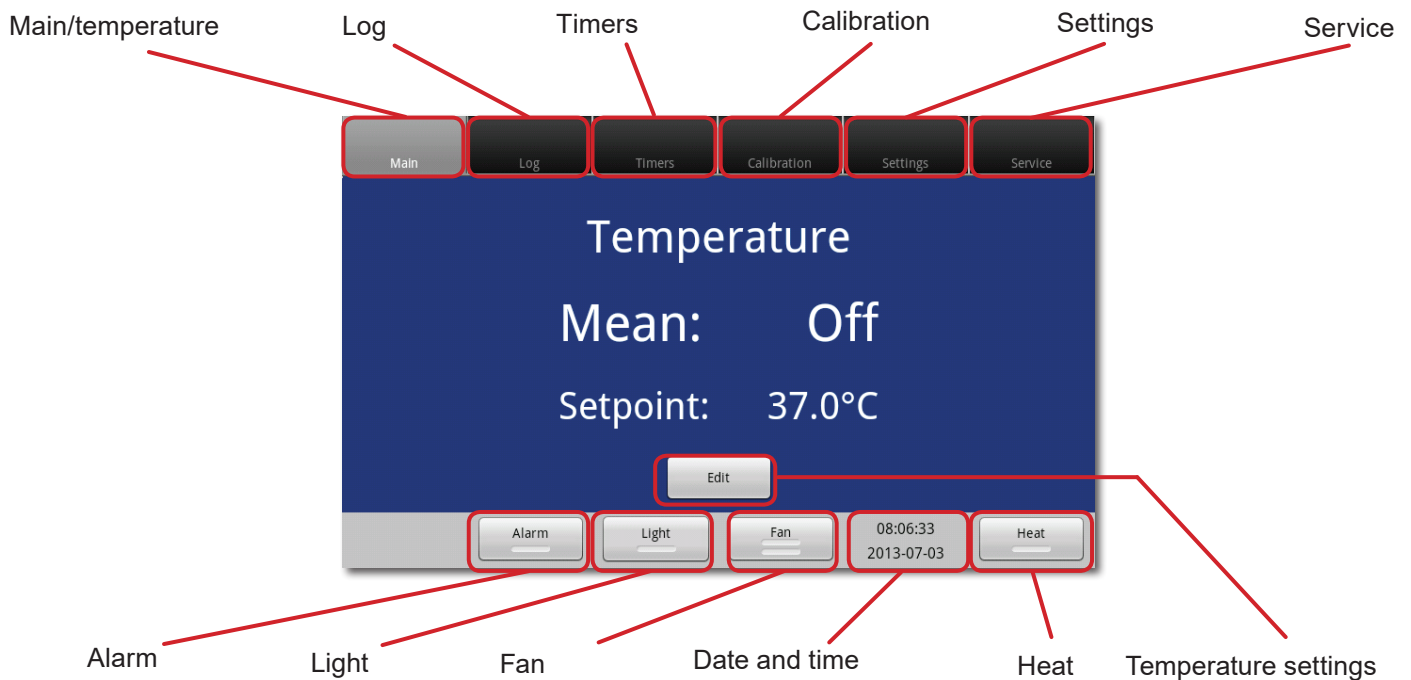 Main/temperature Log Timers Calibration Settings Service
Main Log Timers Calibration Settings Service
Temperature
Mean: Off
Setpoint: 37.0°C
Edit
Alarm Light Fan 08:06:33 Heat
2013-07-03
Alarm Light Fan Date and time Heat Temperature settings